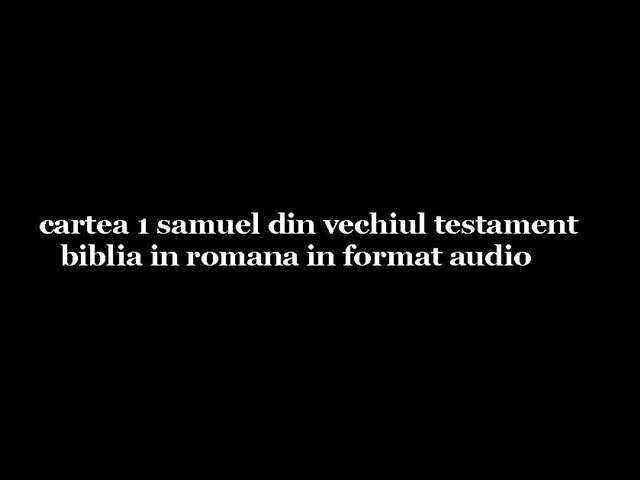 cartea 1 samuel din vechiul testament
biblia in romana in format audio